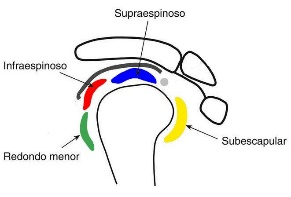 Supraespinoso
Infraespinoso
Subescapular
Redondo menor